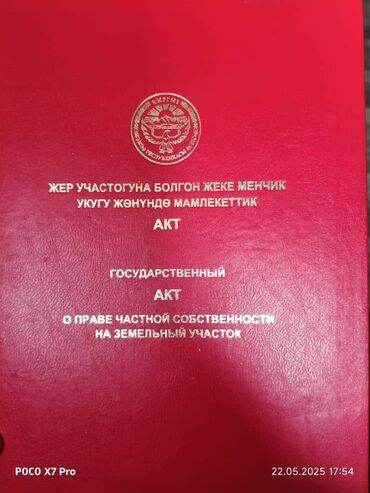 ЖЕР УЧАСТОГУНА БОЛГОН ЖЕКЕ МЕНЧИК
УКУГУ ЖӨНҮНДӨ МАМЛЕКЕТТИК
АКТ
ГОСУДАРСТВЕННЫЙ
АКТ
О ПРАВЕ ЧАСТНОЙ СОБСТВЕННОСТИ
НА ЗЕМЕЛЬНЫЙ УЧАСТОК
POCO X7 Pro
22.05.2025 17:54